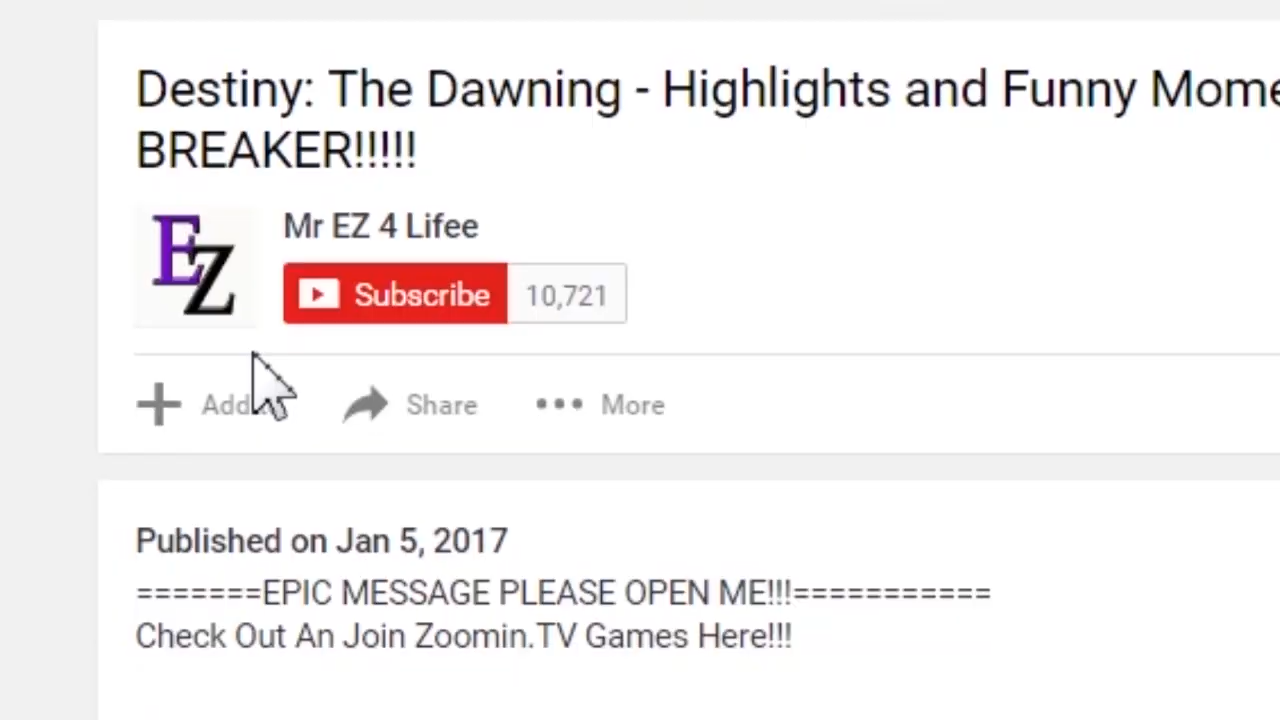 Destiny: The Dawning - Highlights and Funny Mome
BREAKER!!!!!
EZ
Mr EZ 4 Lifee
Subscribe 10,721
Add Share More
Published on Jan 5, 2017
=======EPIC MESSAGE PLEASE OPEN ME!!!===========
Check Out An Join Zoomin.TV Games Here!!!